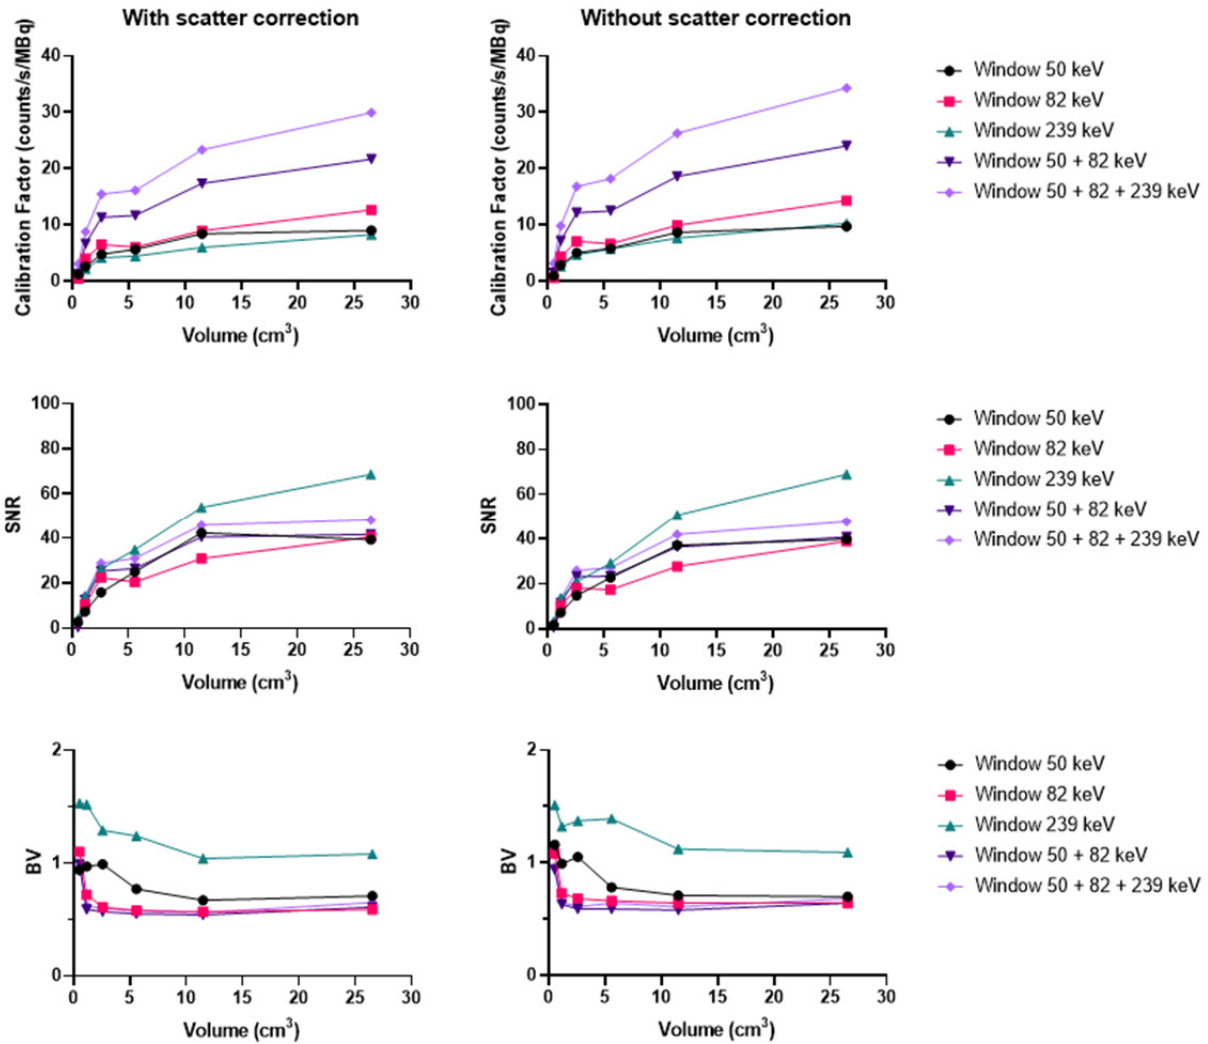 With scatter correction
Without scatter correction
Calibration Factor (counts/s/MBq)
40
30
20
10
0
0 5 10 15 20 25 30
Volume (cm³)
Calibration Factor (counts/s/MBq)
40
30
20
10
0
0 5 10 15 20 25 30
Volume (cm³)
Window 50 keV
Window 82 keV
Window 239 keV
Window 50 + 82 keV
Window 50 + 82 + 239 keV
SNR
100
80
60
40
20
0
0 5 10 15 20 25 30
Volume (cm³)
SNR
100
80
60
40
20
0
0 5 10 15 20 25 30
Volume (cm³)
Window 50 keV
Window 82 keV
Window 239 keV
Window 50 + 82 keV
Window 50 + 82 + 239 keV
BV
2
1
0
0 5 10 15 20 25 30
Volume (cm³)
BV
2
1
0
0 5 10 15 20 25 30
Volume (cm³)
Window 50 keV
Window 82 keV
Window 239 keV
Window 50 + 82 keV
Window 50 + 82 + 239 keV